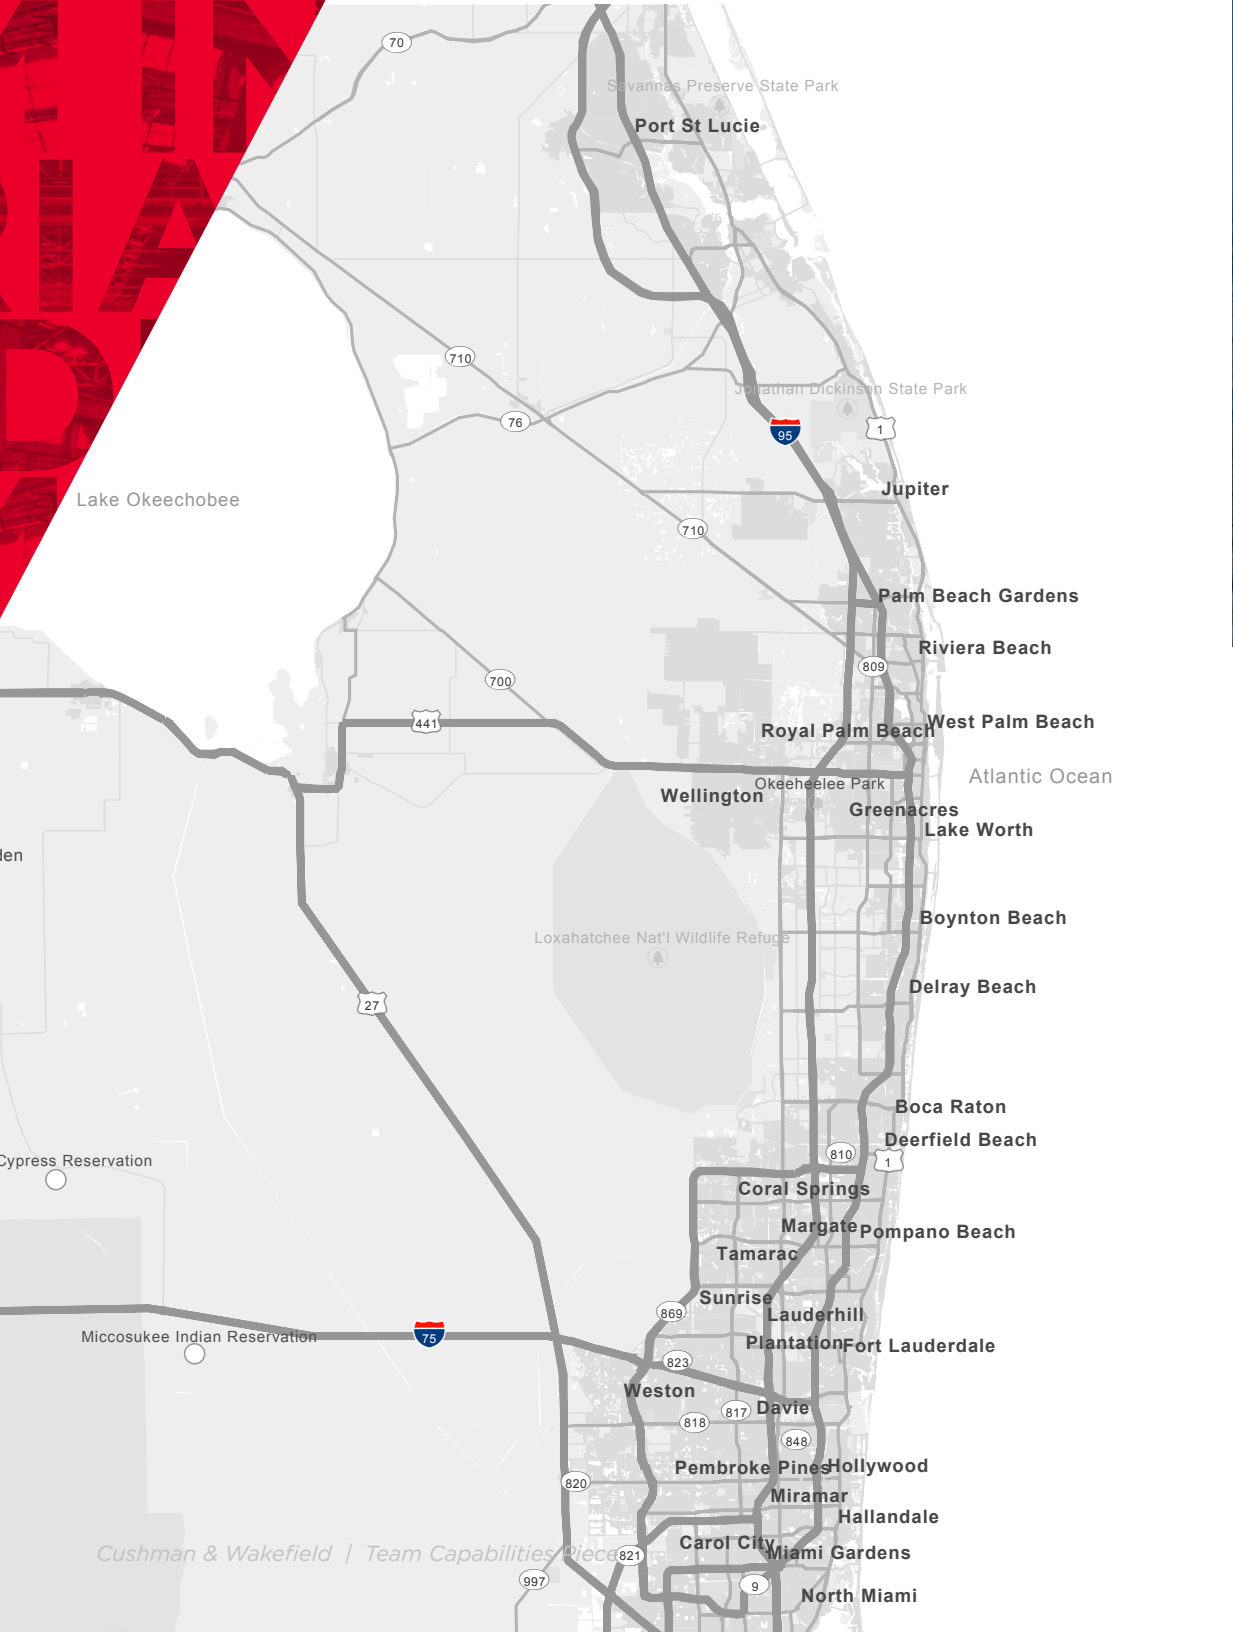 70
Savannas Preserve State Park
Port St Lucie
710
Jonathan Dickinson State Park
76
1
95
Jupiter
Lake Okeechobee
710
Palm Beach Gardens
Riviera Beach
809
700
441
West Palm Beach
Royal Palm Beach
Atlantic Ocean
Okeeheelee Park
Wellington
Greenacres
Lake Worth
den
Boynton Beach
Loxahatchee Nat'l Wildlife Refuge
Delray Beach
27
Boca Raton
Deerfield Beach
810
1
Cypress Reservation
Coral Springs
Margate
Pompano Beach
Tamarac
Sunrise
869
Lauderhill
Miccosukee Indian Reservation
75
Plantation
Fort Lauderdale
823
Weston
817
Davie
818
848
Pembroke Pines
Hollywood
820
Miramar
Hallandale
Carol City
Cushman & Wakefield | Team Capabilities Piece
821
Miami Gardens
997
9
North Miami